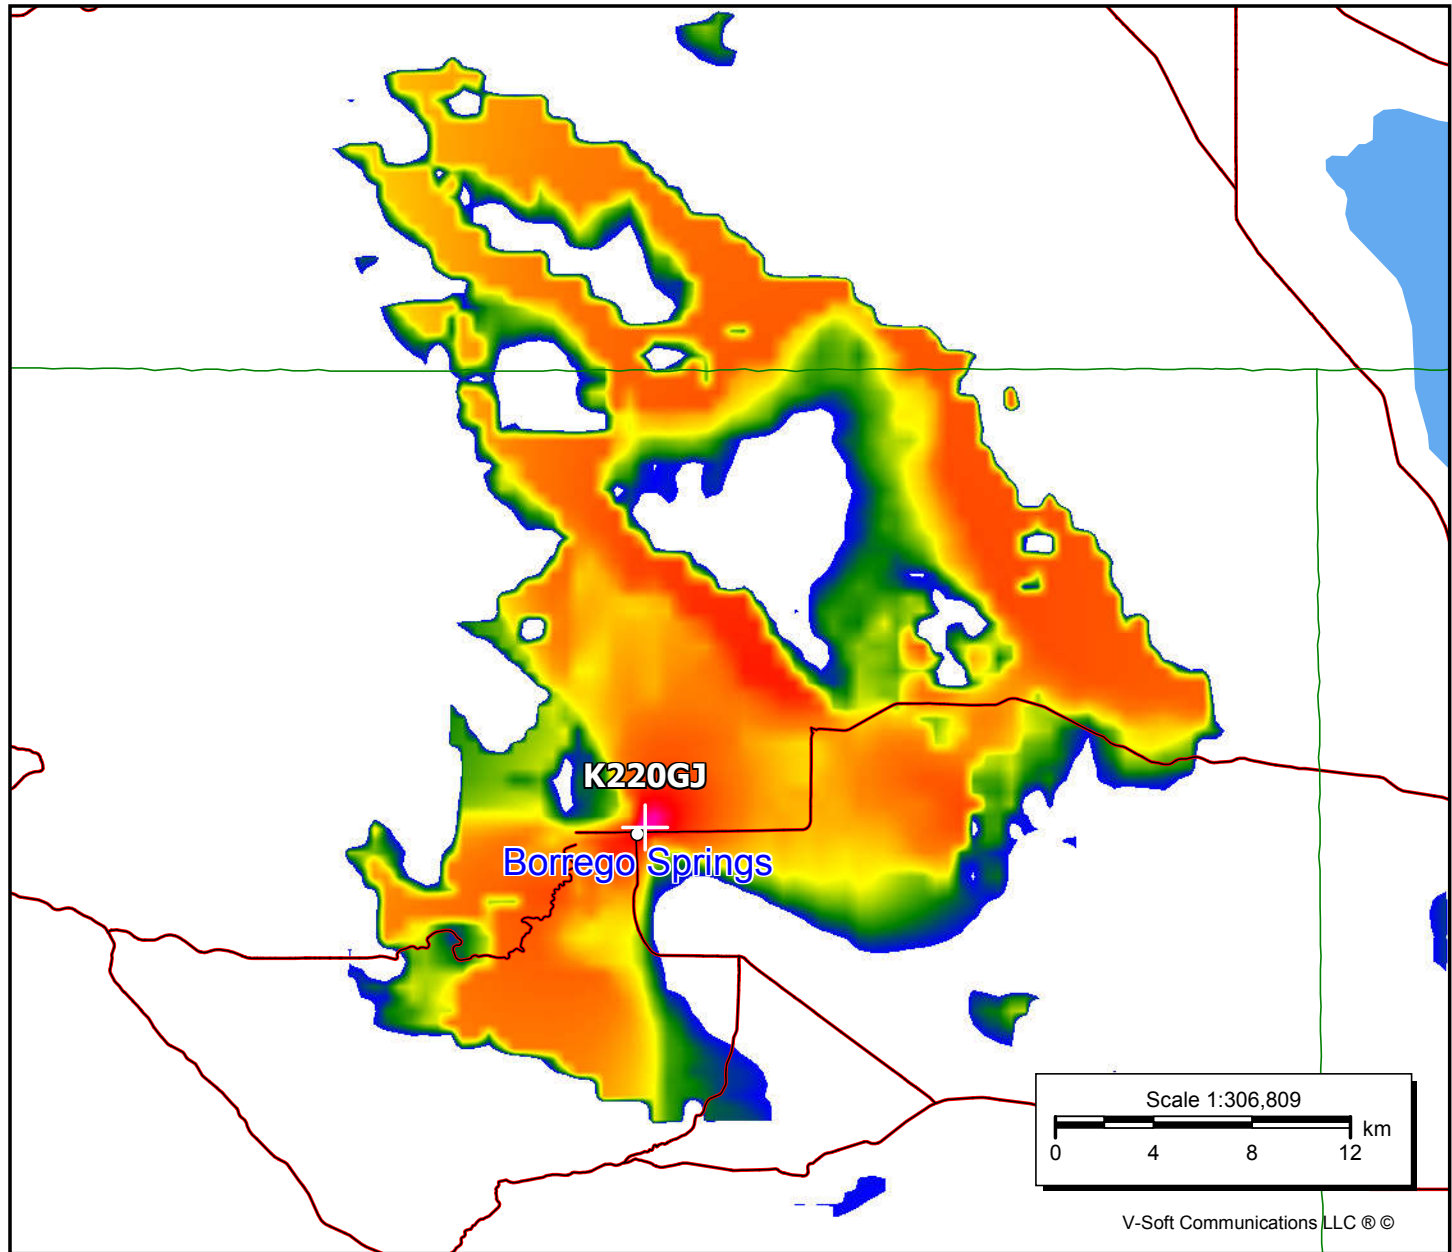 K220GJ
Borrego Springs
Scale 1:306,809
km
0 4 8 12
V-Soft Communications LLC ® ©